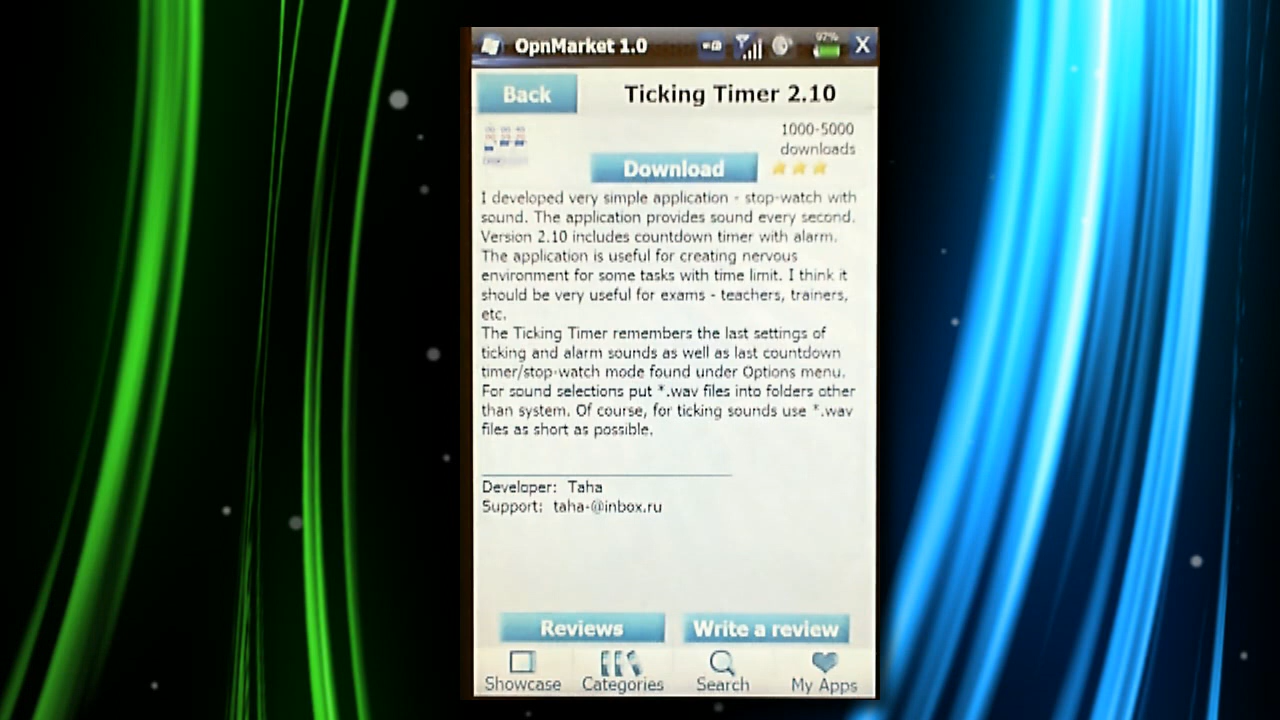 OpnMarket 1.0
97%
X
Back
Ticking Timer 2.10
1000-5000
downloads
Download
I developed very simple application - stop-watch with
sound. The application provides sound every second.
Version 2.10 includes countdown timer with alarm.
The application is useful for creating nervous
environment for some tasks with time limit. I think it
should be very useful for exams - teachers, trainers,
etc.
The Ticking Timer remembers the last settings of
ticking and alarm sounds as well as last countdown
timer/stop-watch mode found under Options menu.
For sound selections put *.wav files into folders other
than system. Of course, for ticking sounds use *.wav
files as short as possible.
Developer: Taha
Support: taha-@inbox.ru
Reviews
Write a review
Showcase
Categories
Search
My Apps